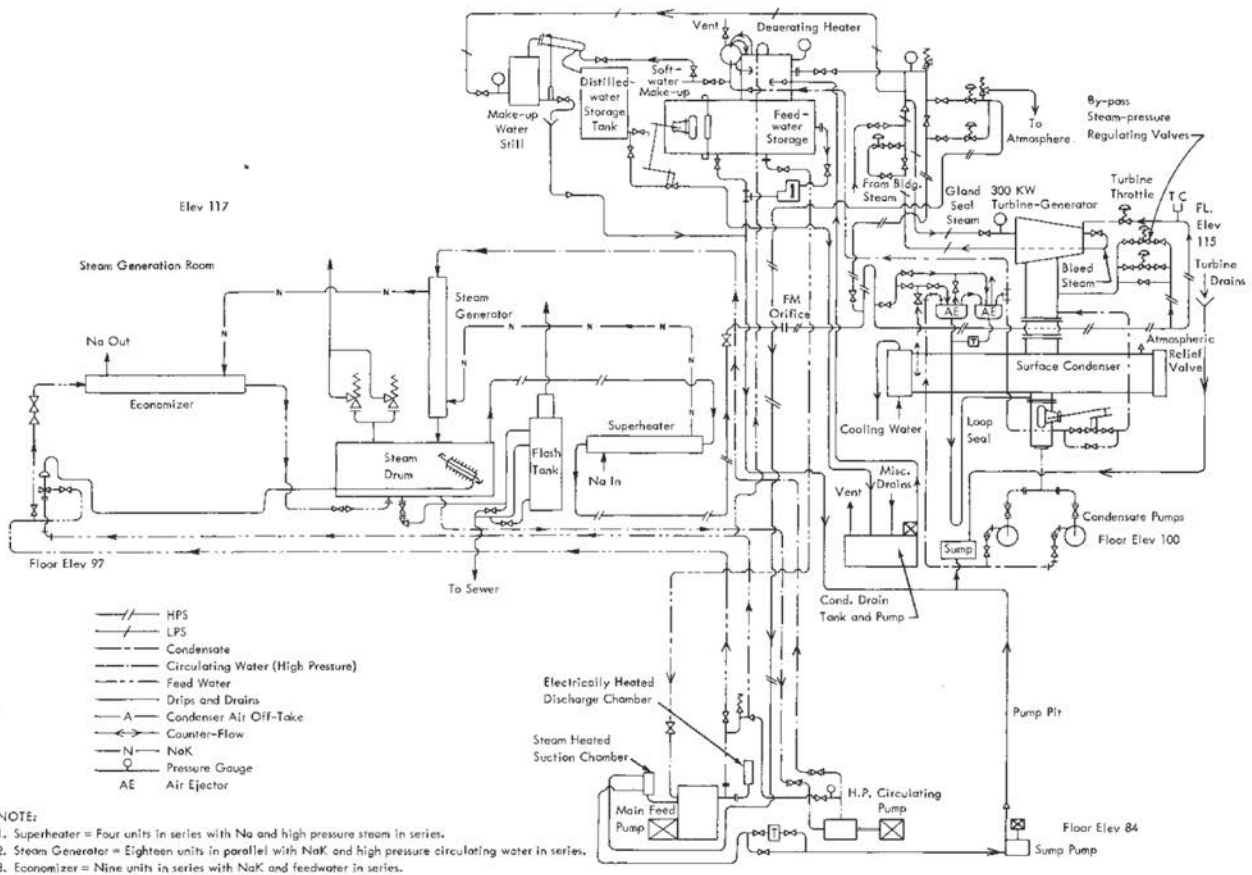 Vent
Deaerating Heater
Make-up
Water
Still
Distilled-
water
Storage
Tank
Soft-
water
Make-up
Feed-
water
Storage
To
Atmosphere
By-pass
Steam-pressure
Regulating Valves
From Bldg.
Steam
Gland
Seal
Steam
300 KW
Turbine-Generator
Turbine
Throttle
T C
FL.
Elev
115
Turbine
Drains
Bleed
Steam
Elev 117
Steam Generation Room
Na Out
Economizer
N
N
N
N
N
N
N
Steam
Generator
Steam
Drum
Flash
Tank
Superheater
Na In
FM
Orifice
AE
AE
T
Atmospheric
Relief
Valve
Surface Condenser
Cooling Water
Loop
Seal
Misc.
Drains
Vent
Condensate Pumps
Floor Elev 100
Sump
Cond. Drain
Tank and Pump
Floor Elev 97
To Sewer
HPS
LPS
Condensate
Circulating Water (High Pressure)
Feed Water
Drips and Drains
A Condenser Air Off-Take
Counter-Flow
N NaK
Pressure Gauge
AE Air Ejector
Electrically Heated
Discharge Chamber
Steam Heated
Suction Chamber
Main Feed
Pump
H.P. Circulating
Pump
T
Pump Pit
Floor Elev 84
Sump Pump
NOTE:
1. Superheater = Four units in series with Na and high pressure steam in series.
2. Steam Generator = Eighteen units in parallel with NaK and high pressure circulating water in series.
3. Economizer = Nine units in series with NaK and feedwater in series.